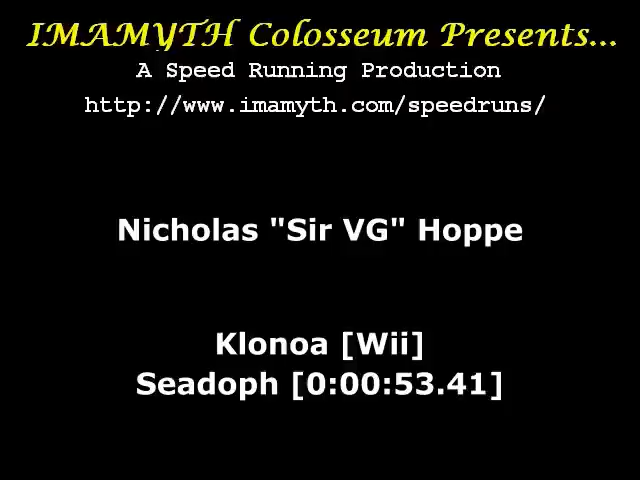 IMAMYTH Colosseum Presents...
A Speed Running Production
http://www.imamyth.com/speedruns/
Nicholas "Sir VG" Hoppe
Klonoa [Wii]
Seadoph [0:00:53.41]